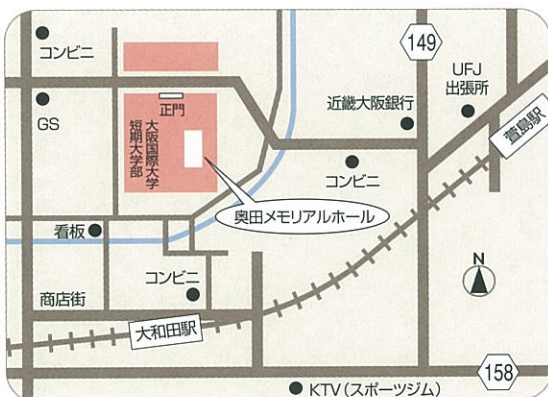 コンビニ
149
UFJ
出張所
GS
正門
近畿大阪銀行
萱島駅
大阪国際大学
短期大学部
コンビニ
奥田メモリアルホール
看板
N
コンビニ
商店街
大和田駅
158
KTV（スポーツジム）